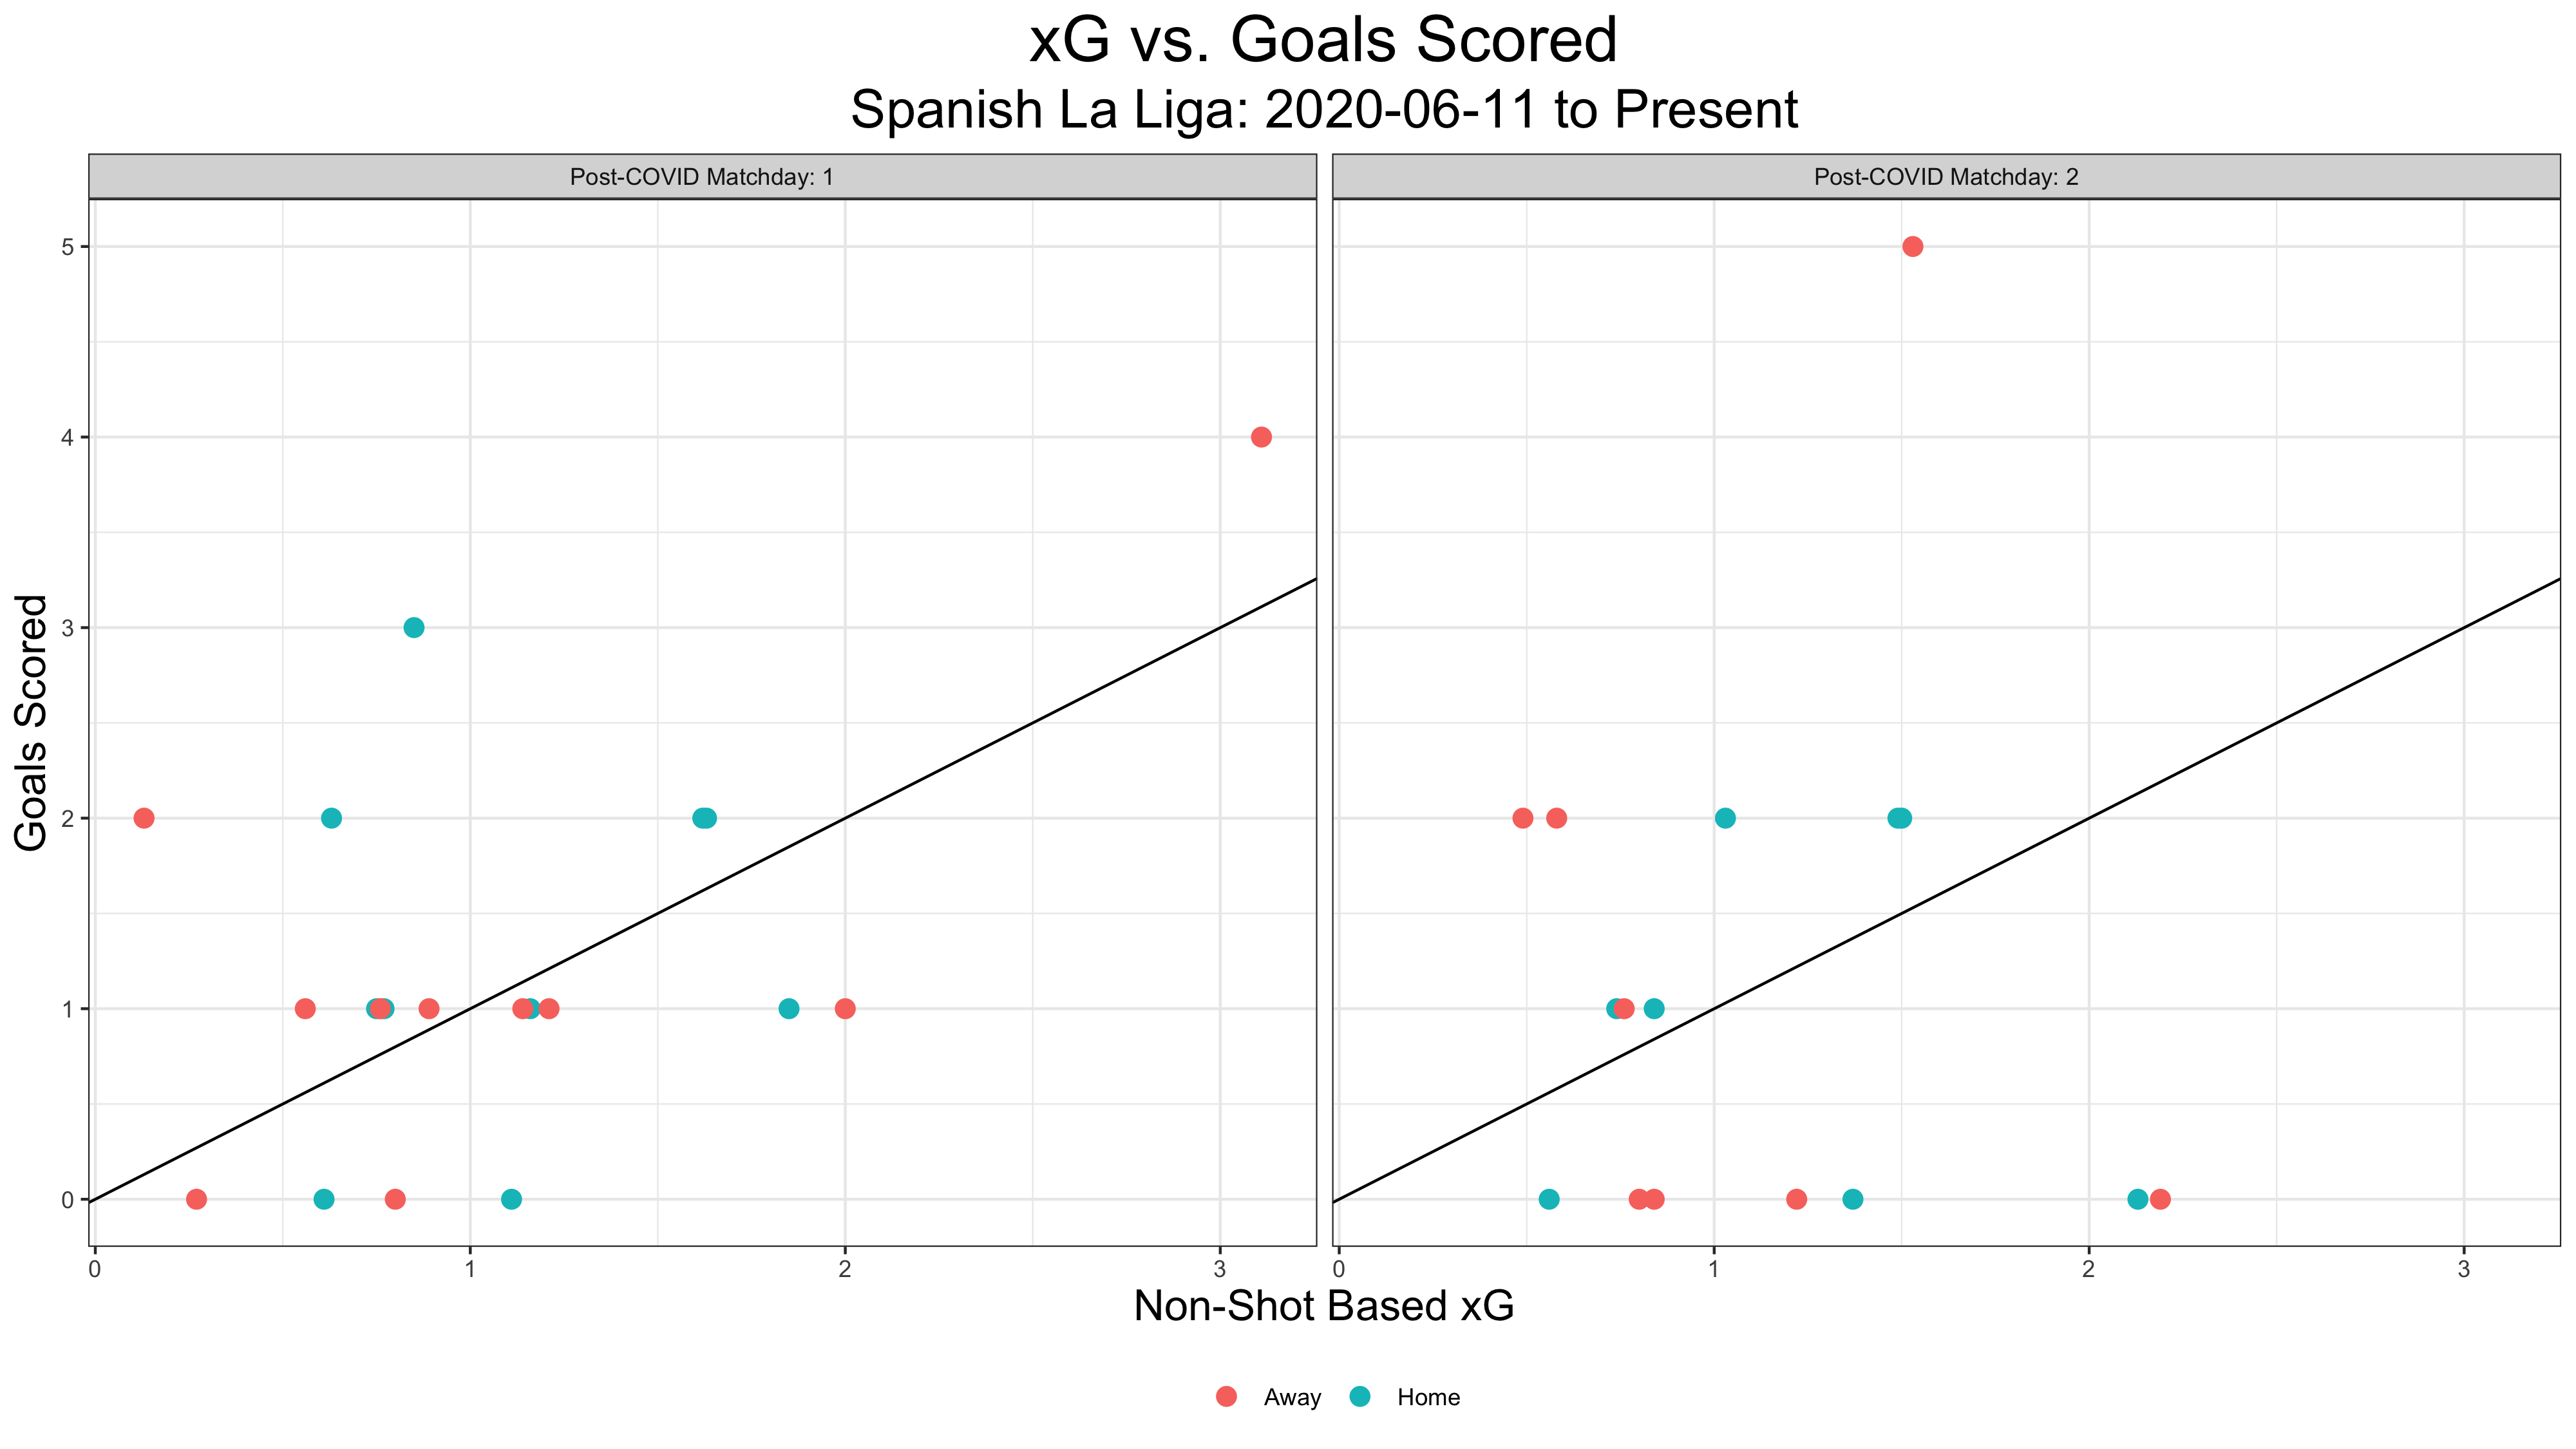 xG vs. Goals Scored
Spanish La Liga: 2020-06-11 to Present
Post-COVID Matchday: 1
Post-COVID Matchday: 2
Goals Scored
5
4
3
2
1
0
0 1 2 3
0 1 2 3
Non-Shot Based xG
Away Home